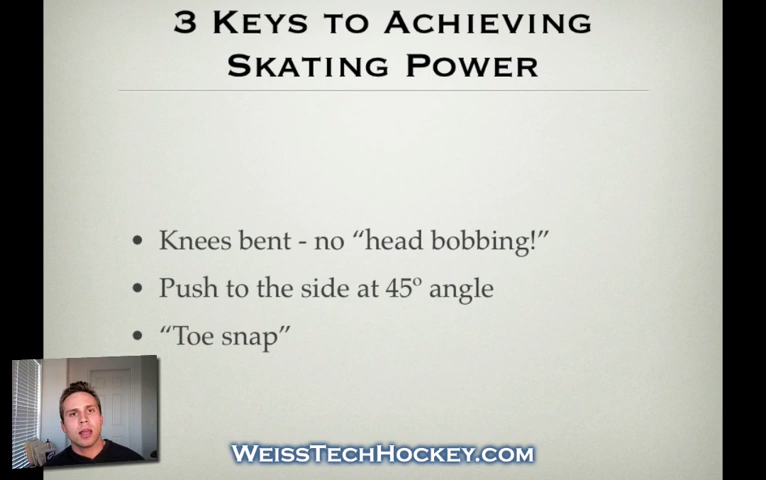 3 Keys to Achieving
Skating Power
• Knees bent - no “head bobbing!”
• Push to the side at 45º angle
• “Toe snap”
WeissTechHockey.com